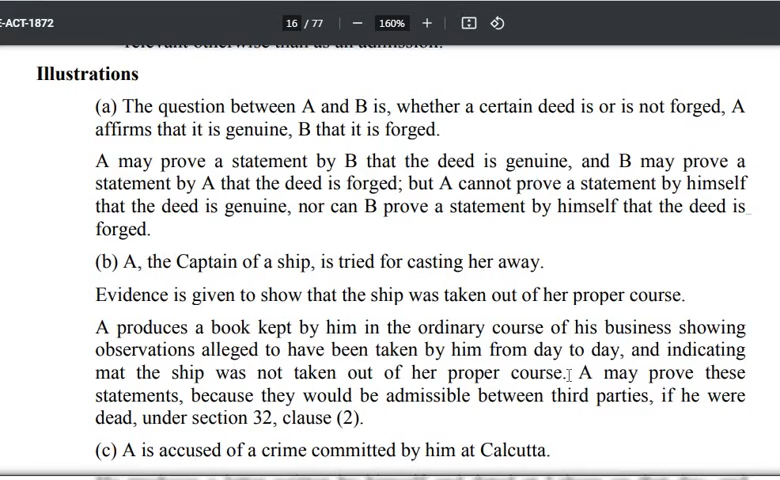 E-ACT-1872
16 / 77
160%
relevant otherwise than as an admission.
Illustrations
(a) The question between A and B is, whether a certain deed is or is not forged, A
affirms that it is genuine, B that it is forged.
A may prove a statement by B that the deed is genuine, and B may prove a
statement by A that the deed is forged; but A cannot prove a statement by himself
that the deed is genuine, nor can B prove a statement by himself that the deed is
forged.
(b) A, the Captain of a ship, is tried for casting her away.
Evidence is given to show that the ship was taken out of her proper course.
A produces a book kept by him in the ordinary course of his business showing
observations alleged to have been taken by him from day to day, and indicating
mat the ship was not taken out of her proper course. A may prove these
statements, because they would be admissible between third parties, if he were
dead, under section 32, clause (2).
(c) A is accused of a crime committed by him at Calcutta.